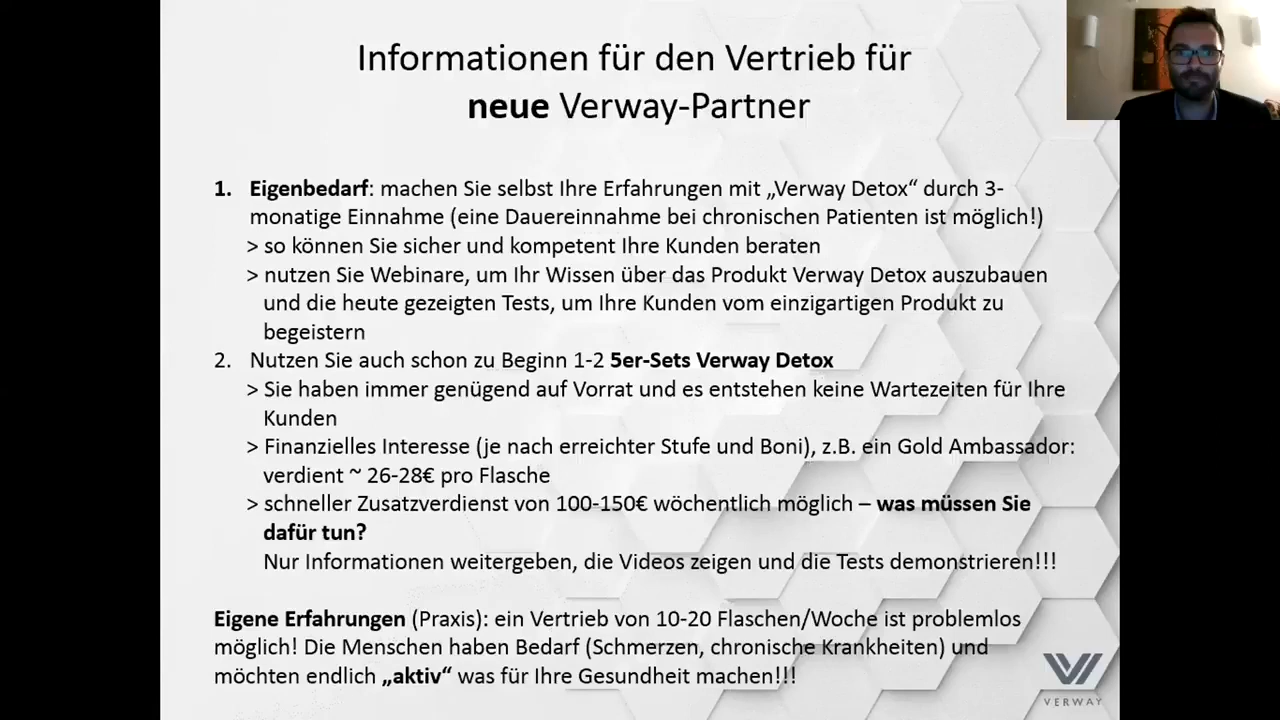 Informationen für den Vertrieb für
neue Verway-Partner
1. Eigenbedarf: machen Sie selbst Ihre Erfahrungen mit „Verway Detox“ durch 3-
monatige Einnahme (eine Dauereinnahme bei chronischen Patienten ist möglich!)
> so können Sie sicher und kompetent Ihre Kunden beraten
> nutzen Sie Webinare, um Ihr Wissen über das Produkt Verway Detox auszubauen
und die heute gezeigten Tests, um Ihre Kunden vom einzigartigen Produkt zu
begeistern
2. Nutzen Sie auch schon zu Beginn 1-2 5er-Sets Verway Detox
> Sie haben immer genügend auf Vorrat und es entstehen keine Wartezeiten für Ihre
Kunden
> Finanzielles Interesse (je nach erreichter Stufe und Boni), z.B. ein Gold Ambassador:
verdient ~ 26-28€ pro Flasche
> schneller Zusatzverdienst von 100-150€ wöchentlich möglich – was müssen Sie
dafür tun?
Nur Informationen weitergeben, die Videos zeigen und die Tests demonstrieren!!!
Eigene Erfahrungen (Praxis): ein Vertrieb von 10-20 Flaschen/Woche ist problemlos
möglich! Die Menschen haben Bedarf (Schmerzen, chronische Krankheiten) und
möchten endlich „aktiv“ was für Ihre Gesundheit machen!!!
VERWAY